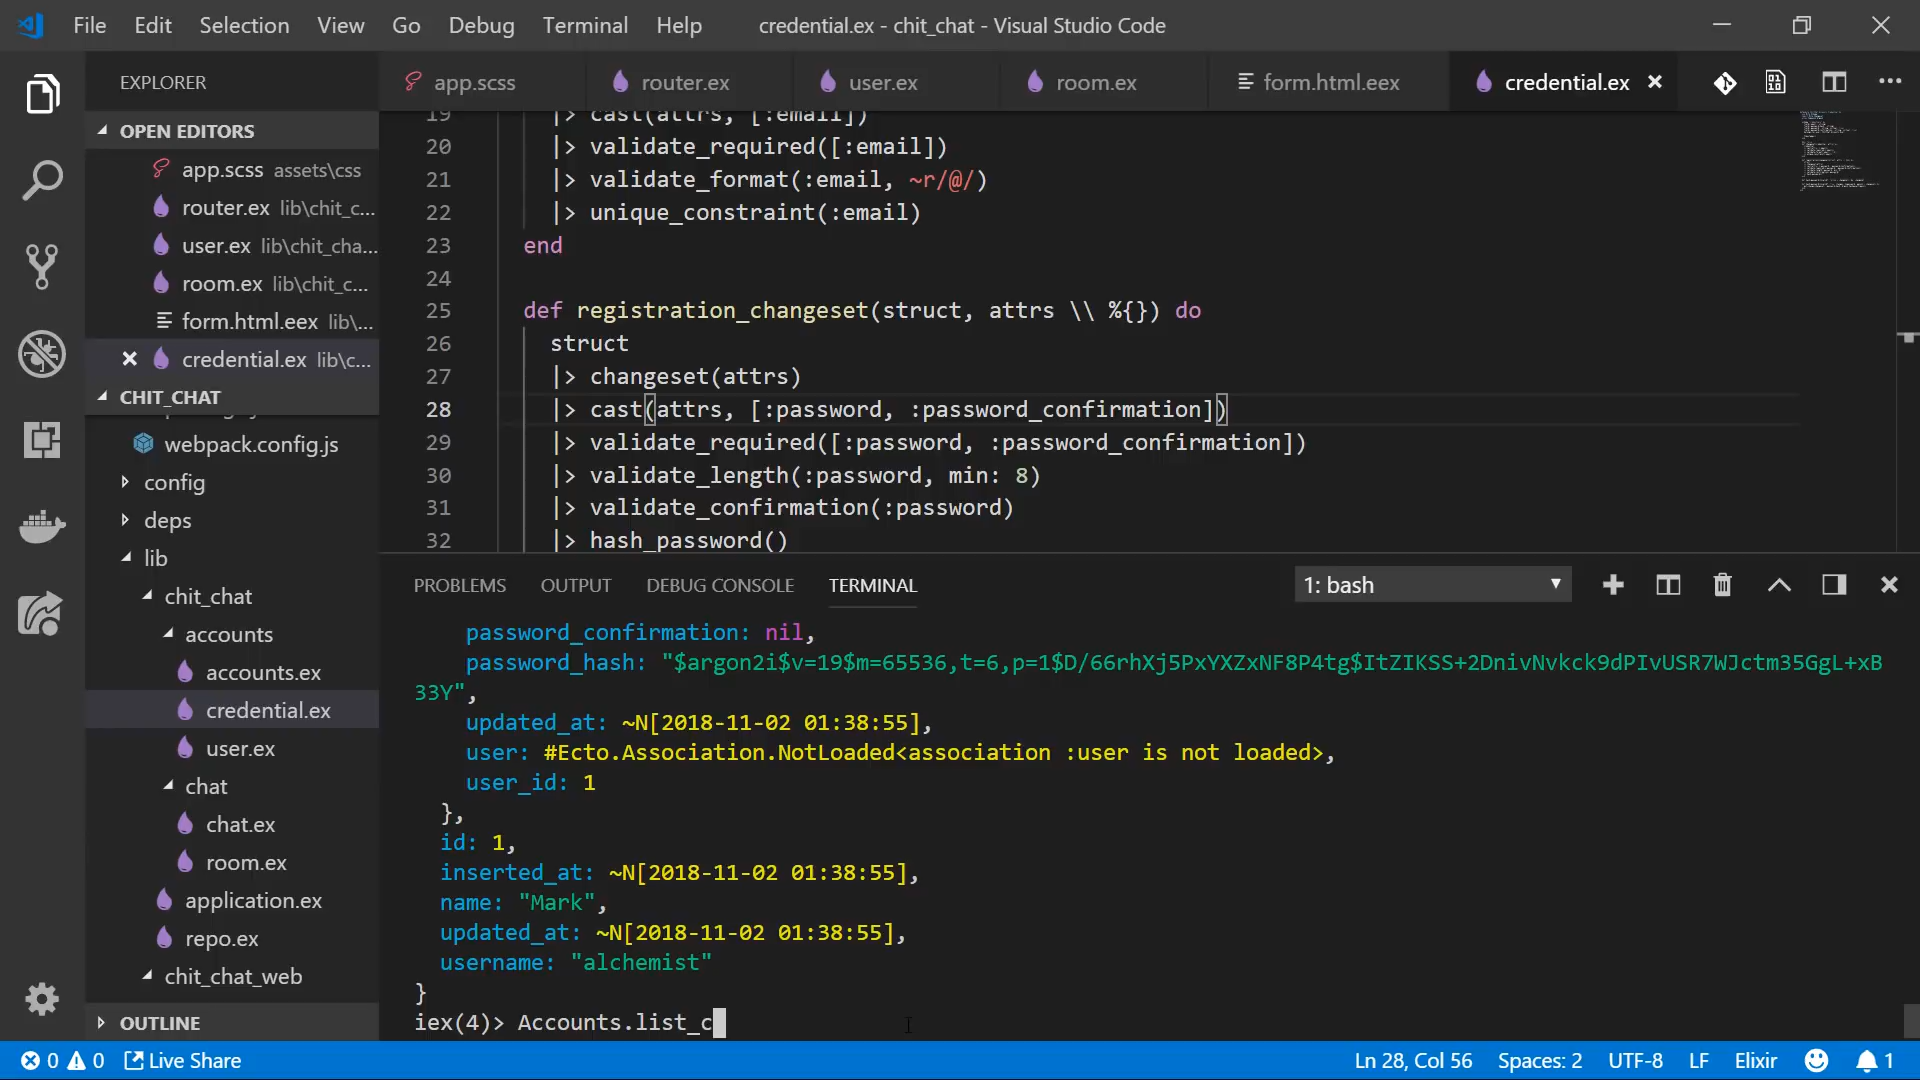 File Edit Selection View Go Debug Terminal Help credential.ex - chit_chat - Visual Studio Code
EXPLORER
OPEN EDITORS
app.scss assets\css
router.ex lib\chit_c...
user.ex lib\chit_cha...
room.ex lib\chit_c...
form.html.eex lib\...
credential.ex lib\c...
CHIT_CHAT
webpack.config.js
config
deps
lib
chit_chat
accounts
accounts.ex
credential.ex
user.ex
chat
chat.ex
room.ex
application.ex
repo.ex
chit_chat_web
OUTLINE
app.scss router.ex user.ex room.ex form.html.eex credential.ex
19 |> cast(attrs, [:email])
20 |> validate_required([:email])
21 |> validate_format(:email, ~r/@/)
22 |> unique_constraint(:email)
23 end
24
25 def registration_changeset(struct, attrs \\ %{}) do
26 struct
27 |> changeset(attrs)
28 |> cast(attrs, [:password, :password_confirmation])
29 |> validate_required([:password, :password_confirmation])
30 |> validate_length(:password, min: 8)
31 |> validate_confirmation(:password)
32 |> hash_password()
PROBLEMS OUTPUT DEBUG CONSOLE TERMINAL 1: bash
password_confirmation: nil,
password_hash: "$argon2i$v=19$m=65536,t=6,p=1$D/66rhXj5PxYXZxNF8P4tg$ItZIKSS+2DnivNvkck9dPIvUSR7WJctm35GgL+xB
33Y",
updated_at: ~N[2018-11-02 01:38:55],
user: #Ecto.Association.NotLoaded<association :user is not loaded>,
user_id: 1
},
id: 1,
inserted_at: ~N[2018-11-02 01:38:55],
name: "Mark",
updated_at: ~N[2018-11-02 01:38:55],
username: "alchemist"
}
iex(4)> Accounts.list_c
0 0 Live Share Ln 28, Col 56 Spaces: 2 UTF-8 LF Elixir 1